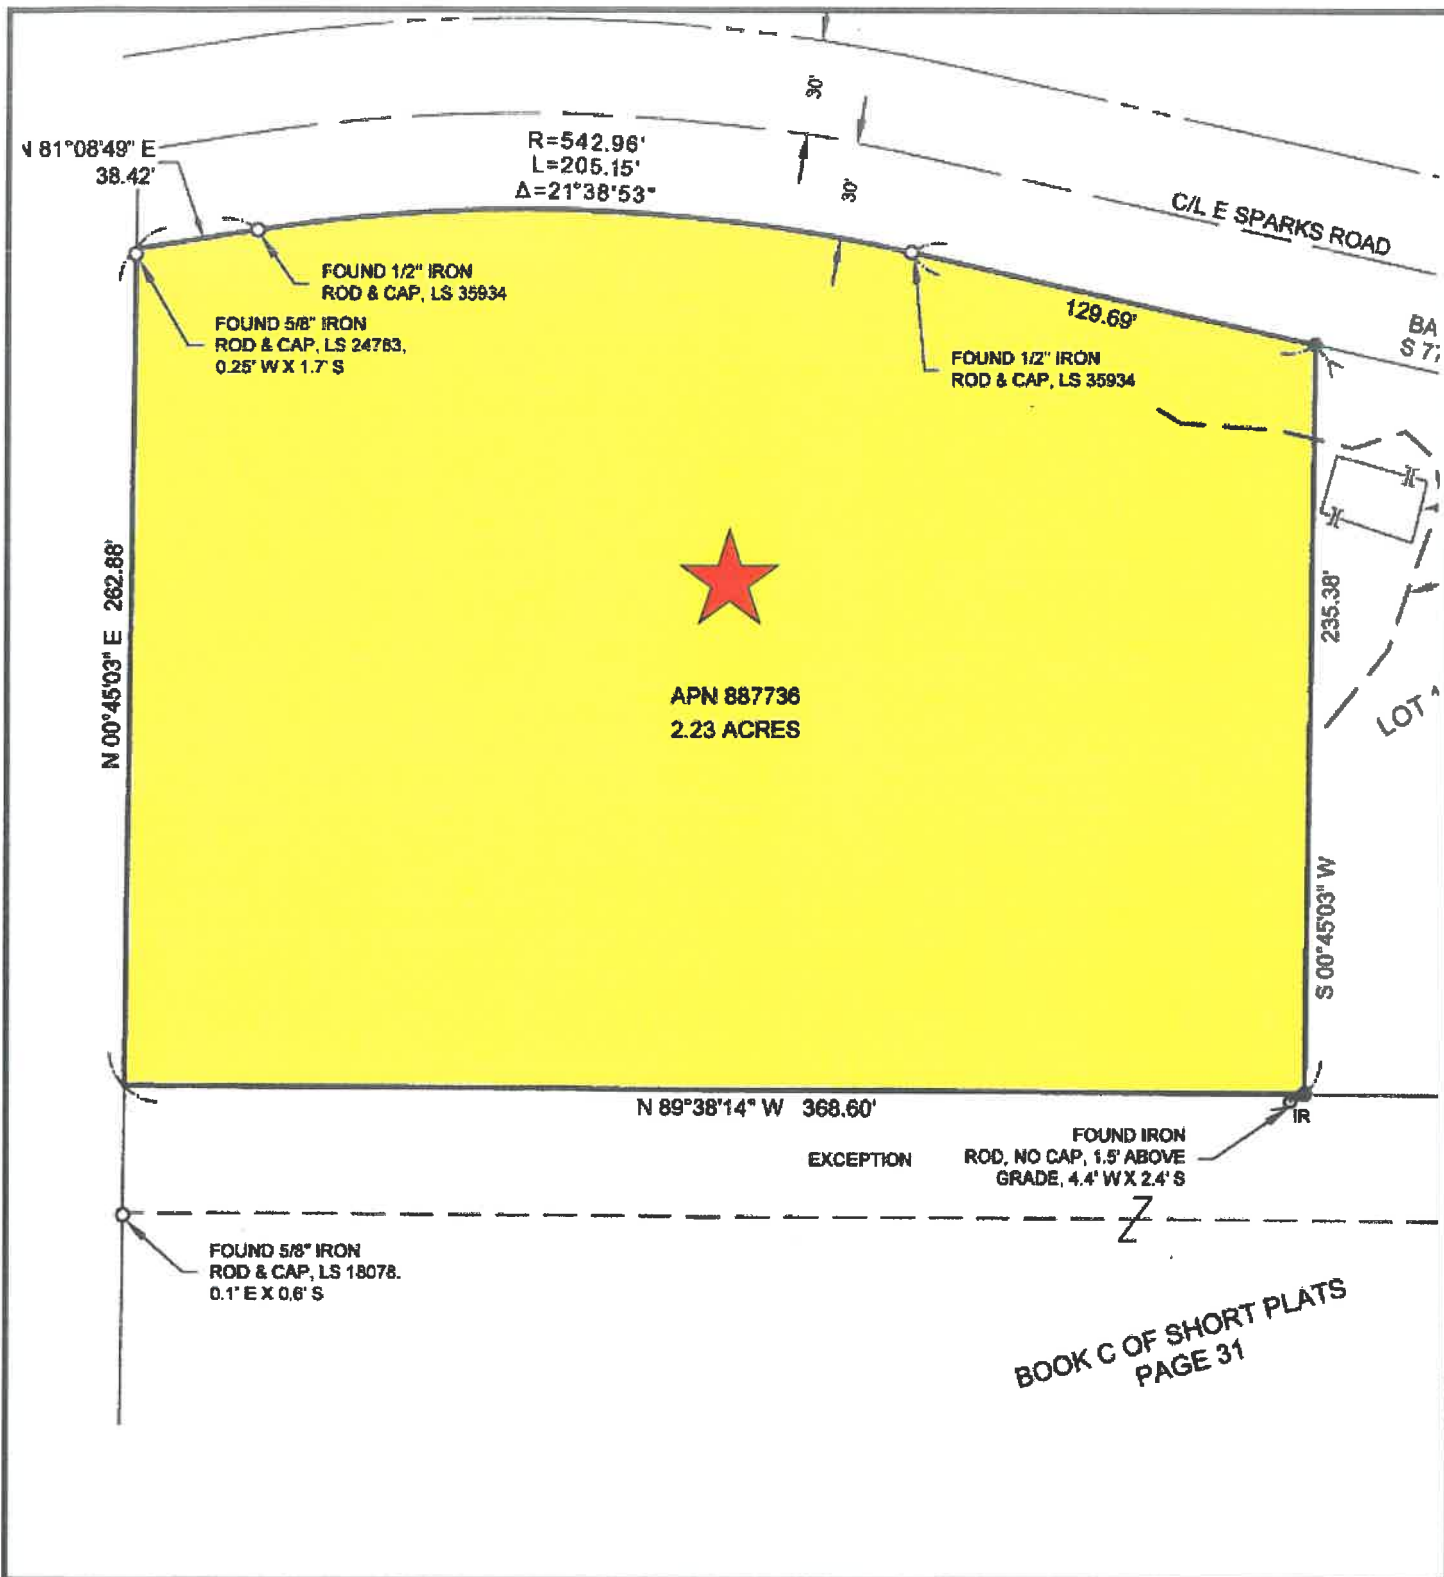 30'
N 81°08'49" E
38.42'
R=542.96'
L=205.15'
Δ=21°38'53"
30'
C/L E SPARKS ROAD
FOUND 1/2" IRON
ROD & CAP, LS 35934
FOUND 5/8" IRON
ROD & CAP, LS 24783,
0.25' W X 1.7' S
129.69'
FOUND 1/2" IRON
ROD & CAP, LS 35934
BA
S 77
N 00°45'03" E 262.88'
235.38'
S 00°45'03" W
LOT
APN 887736
2.23 ACRES
N 89°38'14" W 368.60'
IR
EXCEPTION
FOUND IRON
ROD, NO CAP, 1.5' ABOVE
GRADE, 4.4' W X 2.4' S
Z
FOUND 5/8" IRON
ROD & CAP, LS 18078.
0.1' E X 0.6' S
BOOK C OF SHORT PLATS
PAGE 31